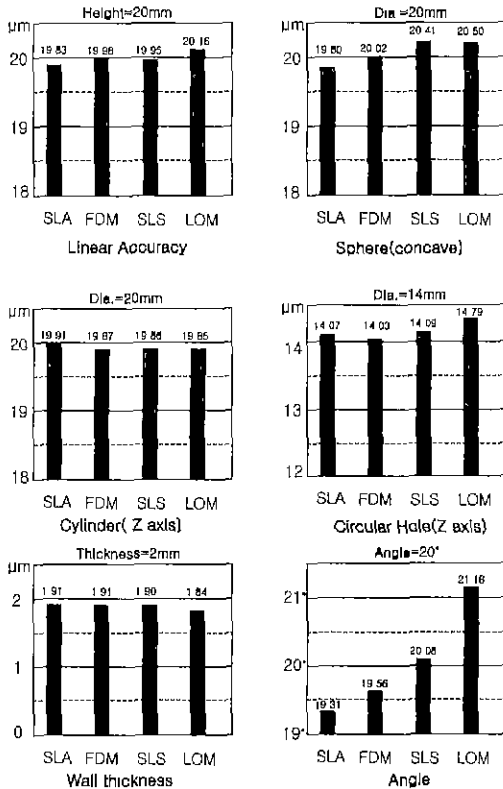 Height=20mm
μm
19 83 19 98 19 95 20 16
20
19
18
SLA FDM SLS LOM
Linear Accuracy
Dia.=20mm
μm
19 80 20 02 20 41 20 50
20
19
18
SLA FDM SLS LOM
Sphere(concave)
Dia.=20mm
μm
19 91 19 87 19 88 19 85
20
19
18
SLA FDM SLS LOM
Cylinder( Z axis)
Dia.=14mm
μm
14 07 14 03 14 09 14 79
14
13
12
SLA FDM SLS LOM
Circular Hole(Z axis)
Thickness=2mm
μm
1 91 1 91 1 90 1 84
2
1
0
SLA FDM SLS LOM
Wall thickness
Angle=20°
21°
20°
19°
19 31 19 56 20 08 21 16
SLA FDM SLS LOM
Angle